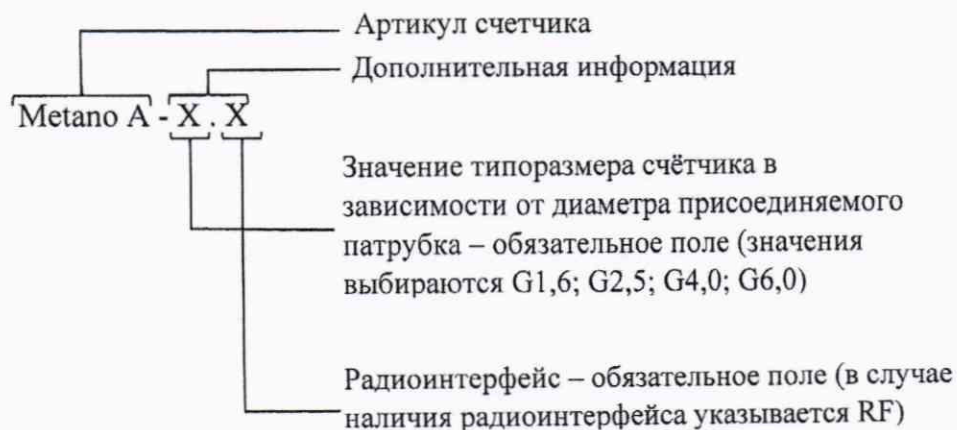 Артикул счетчика
Дополнительная информация
Metano A - X . X
Значение типоразмера счётчика в
зависимости от диаметра присоединяемого
патрубка – обязательное поле (значения
выбираются G1,6; G2,5; G4,0; G6,0)
Радиоинтерфейс – обязательное поле (в случае
наличия радиоинтерфейса указывается RF)